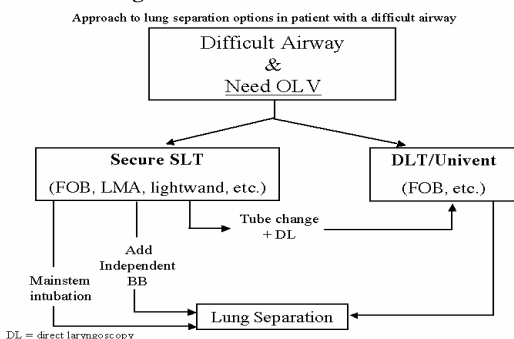 Approach to lung separation options in patient with a difficult airway
Difficult Airway
&
Need OLV
Secure SLT
(FOB, LMA, lightwand, etc.)
DLT/Univent
(FOB, etc.)
Tube change
+ DL
Add
Independent
BB
Mainstem
intubation
Lung Separation
DL = direct laryngoscopy